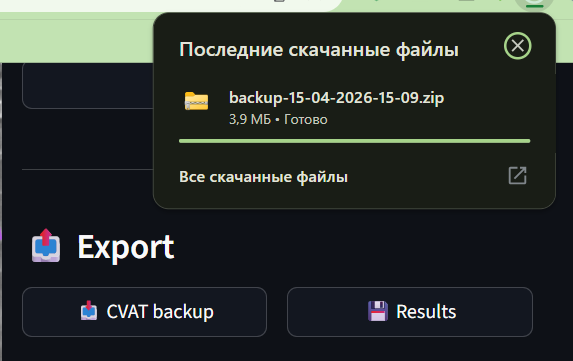 Последние скачанные файлы
backup-15-04-2026-15-09.zip
3,9 МБ • Готово
Все скачанные файлы
Export
CVAT backup
Results